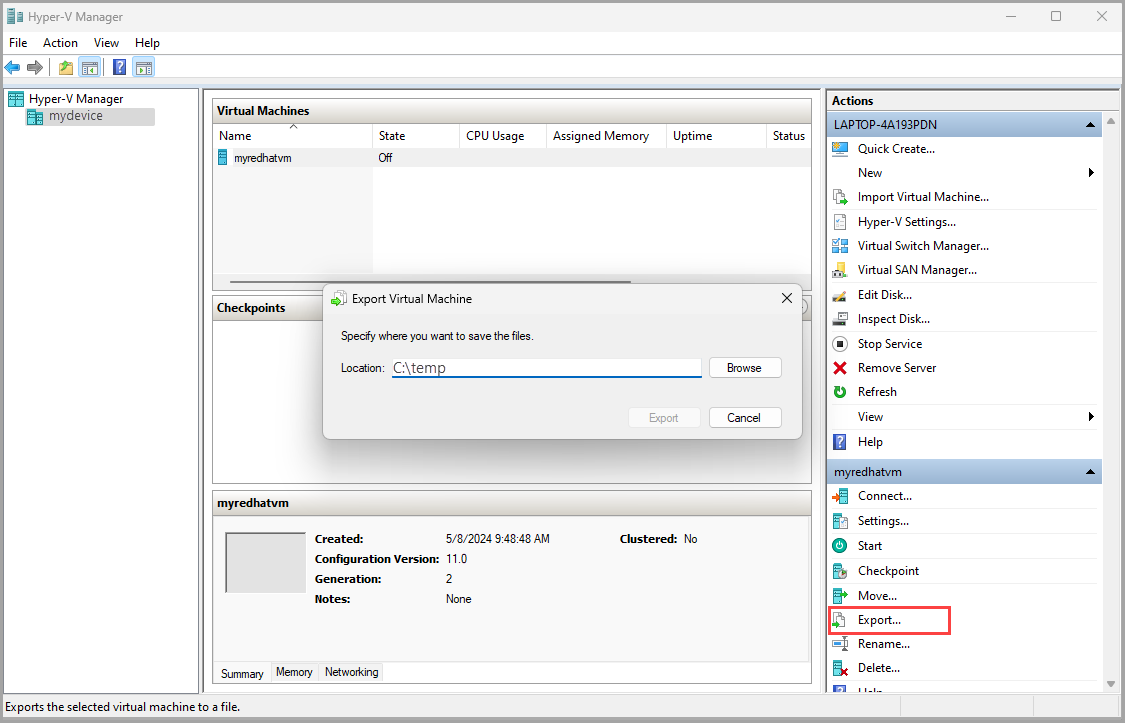 Hyper-V Manager
File Action View Help
Hyper-V Manager
mydevice
Virtual Machines
Name State CPU Usage Assigned Memory Uptime Status
myredhatvm Off
Checkpoints
Export Virtual Machine
Specify where you want to save the files.
Location: C:\temp Browse
Export Cancel
myredhatvm
Created: 5/8/2024 9:48:48 AM Clustered: No
Configuration Version: 11.0
Generation: 2
Notes: None
Summary Memory Networking
Actions
LAPTOP-4A193PDN
Quick Create...
New
Import Virtual Machine...
Hyper-V Settings...
Virtual Switch Manager...
Virtual SAN Manager...
Edit Disk...
Inspect Disk...
Stop Service
Remove Server
Refresh
View
Help
myredhatvm
Connect...
Settings...
Start
Checkpoint
Move...
Export...
Rename...
Delete...
Help
Exports the selected virtual machine to a file.